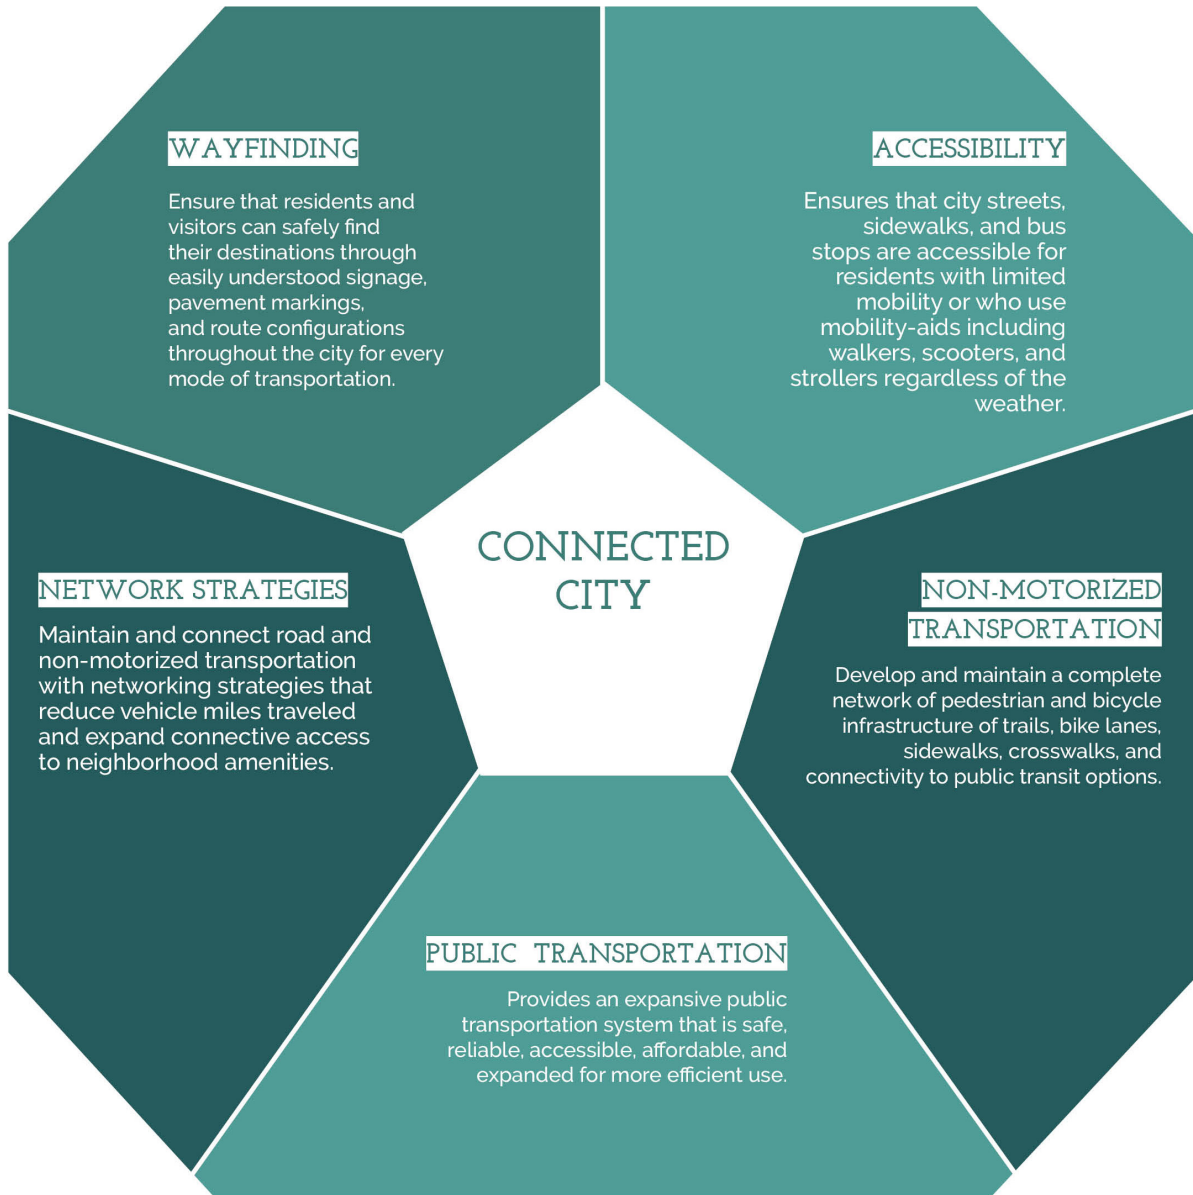 WAYFINDING
Ensure that residents and
visitors can safely find
their destinations through
easily understood signage,
pavement markings,
and route configurations
throughout the city for every
mode of transportation.
ACCESSIBILITY
Ensures that city streets,
sidewalks, and bus
stops are accessible for
residents with limited
mobility or who use
mobility-aids including
walkers, scooters, and
strollers regardless of the
weather.
CONNECTED
CITY
NETWORK STRATEGIES
Maintain and connect road and
non-motorized transportation
with networking strategies that
reduce vehicle miles traveled
and expand connective access
to neighborhood amenities.
NON-MOTORIZED
TRANSPORTATION
Develop and maintain a complete
network of pedestrian and bicycle
infrastructure of trails, bike lanes,
sidewalks, crosswalks, and
connectivity to public transit options.
PUBLIC TRANSPORTATION
Provides an expansive public
transportation system that is safe,
reliable, accessible, affordable, and
expanded for more efficient use.